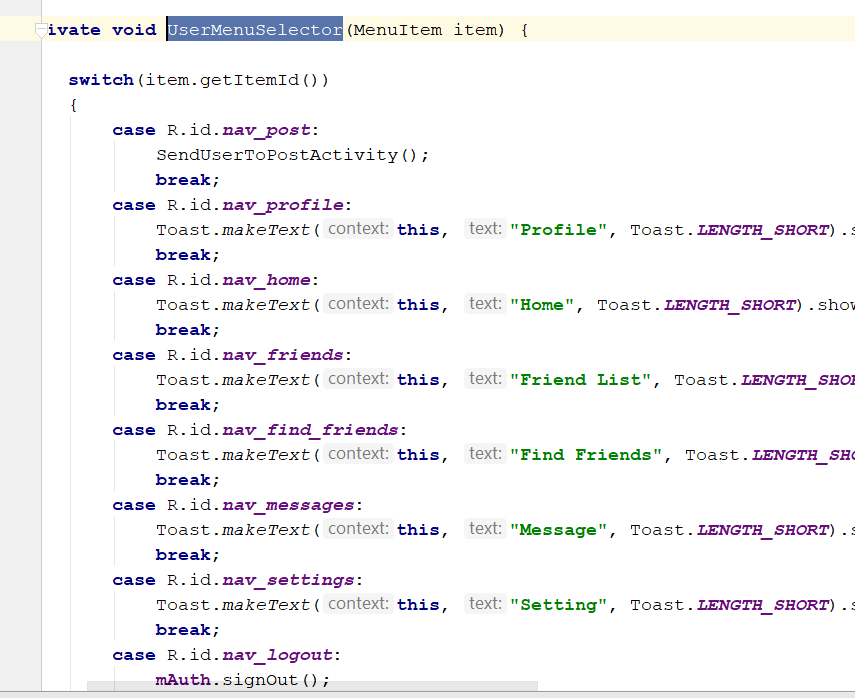 ivate void UserMenuSelector(MenuItem item) {
switch(item.getItemId())
{
case R.id.nav_post:
SendUserToPostActivity();
break;
case R.id.nav_profile:
Toast.makeText( context: this, text: "Profile", Toast.LENGTH_SHORT).s
break;
case R.id.nav_home:
Toast.makeText( context: this, text: "Home", Toast.LENGTH_SHORT).show
break;
case R.id.nav_friends:
Toast.makeText( context: this, text: "Friend List", Toast.LENGTH_SHOR
break;
case R.id.nav_find_friends:
Toast.makeText( context: this, text: "Find Friends", Toast.LENGTH_SHO
break;
case R.id.nav_messages:
Toast.makeText( context: this, text: "Message", Toast.LENGTH_SHORT).s
break;
case R.id.nav_settings:
Toast.makeText( context: this, text: "Setting", Toast.LENGTH_SHORT).s
break;
case R.id.nav_logout:
mAuth.signOut();